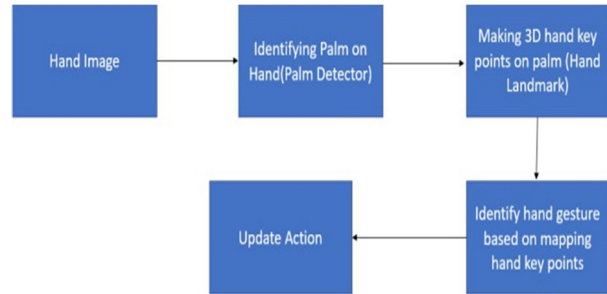 Hand Image
Identifying Palm on
Hand(Palm Detector)
Making 3D hand key
points on palm (Hand
Landmark)
Update Action
Identify hand gesture
based on mapping
hand key points